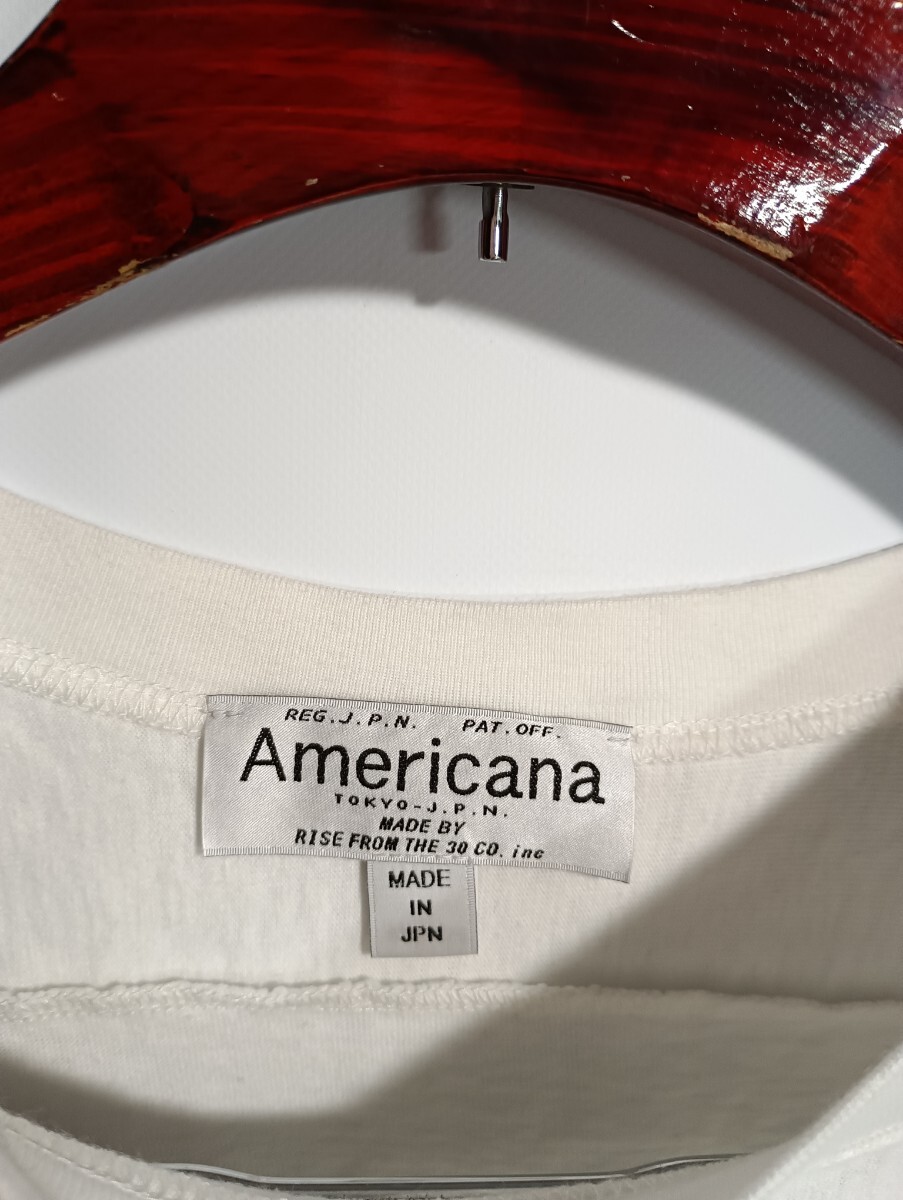 REG.J.P.N. PAT.OFF.
Americana
TOKYO-J.P.N.
MADE BY
RISE FROM THE 30 CO. inc
MADE
IN
JPN